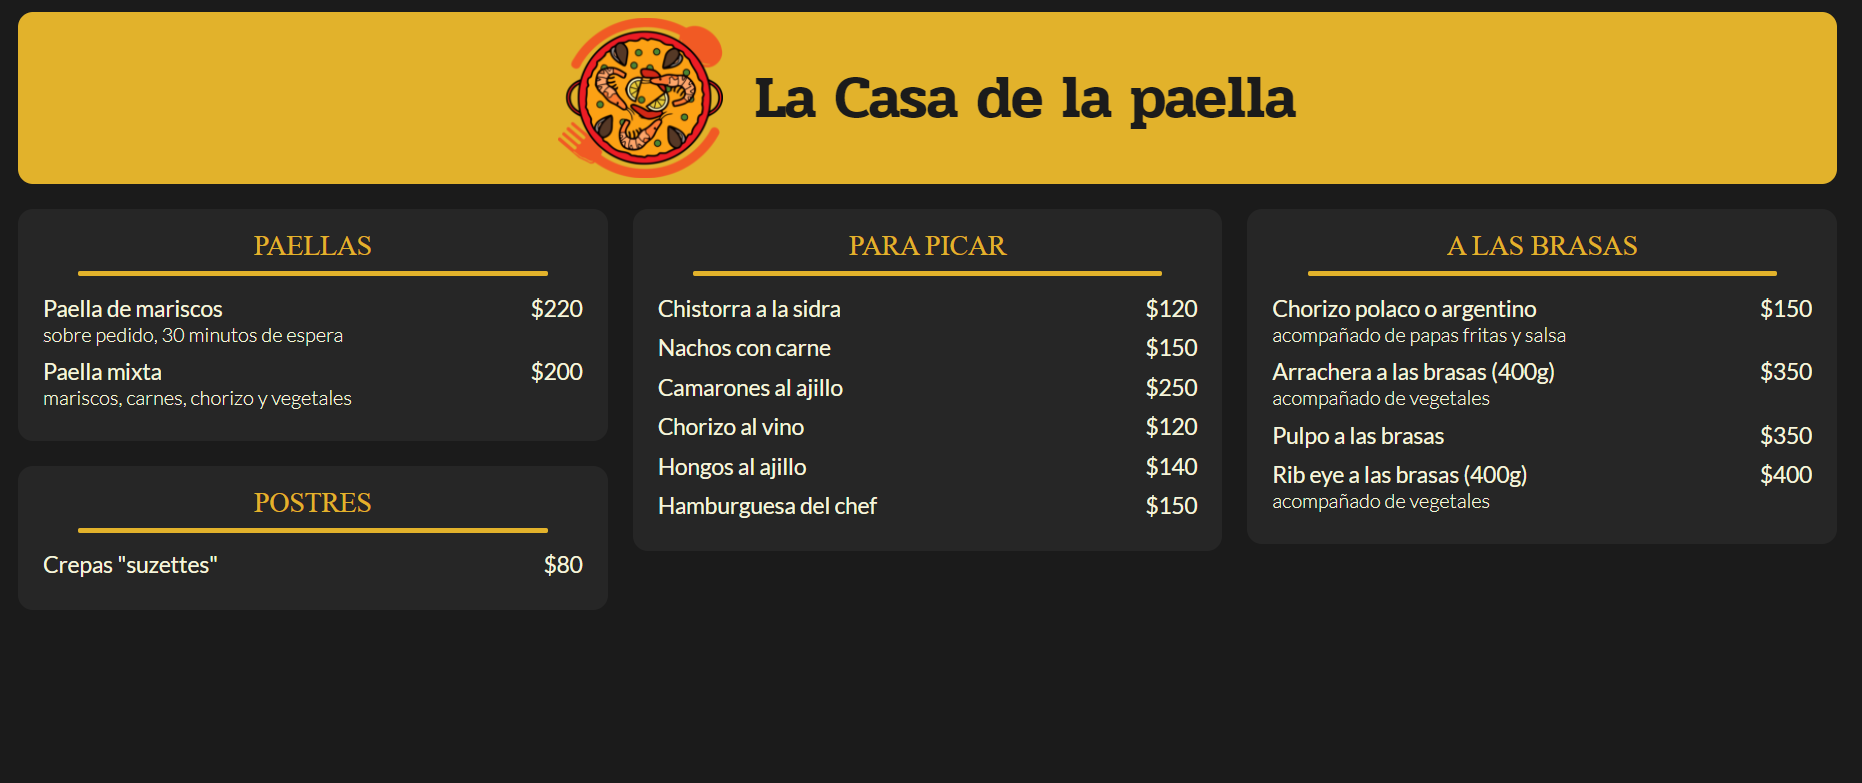 La Casa de la paella
PAELLAS
Paella de mariscos $220
sobre pedido, 30 minutos de espera
Paella mixta $200
mariscos, carnes, chorizo y vegetales
POSTRES
Crepas "suzettes" $80
PARA PICAR
Chistorra a la sidra $120
Nachos con carne $150
Camarones al ajillo $250
Chorizo al vino $120
Hongos al ajillo $140
Hamburguesa del chef $150
A LAS BRASAS
Chorizo polaco o argentino $150
acompañado de papas fritas y salsa
Arrachera a las brasas (400g) $350
acompañado de vegetales
Pulpo a las brasas $350
Rib eye a las brasas (400g) $400
acompañado de vegetales